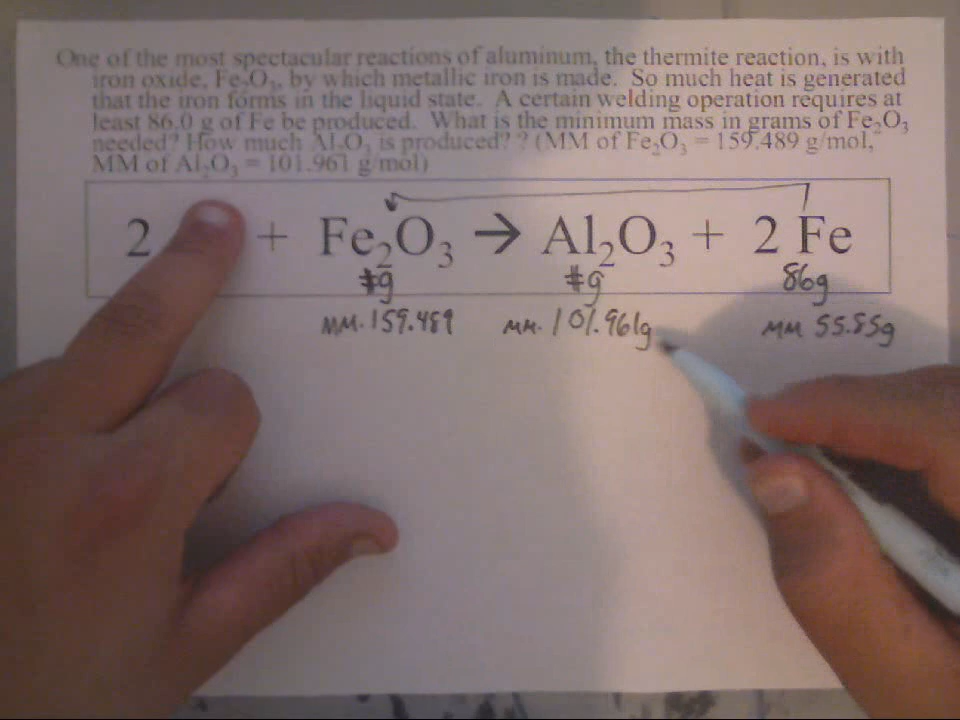 One of the most spectacular reactions of aluminum, the thermite reaction, is with
iron oxide, Fe₂O₃, by which metallic iron is made. So much heat is generated
that the iron forms in the liquid state. A certain welding operation requires at
least 86.0 g of Fe be produced. What is the minimum mass in grams of Fe₂O₃
needed? How much Al₂O₃ is produced? ? (MM of Fe₂O₃ = 159.489 g/mol,
MM of Al₂O₃ = 101.961 g/mol)
2 + Fe₂O₃ → Al₂O₃ + 2 Fe
#g #g 86g
MM. 159.489 MM. 101.961g MM 55.85g